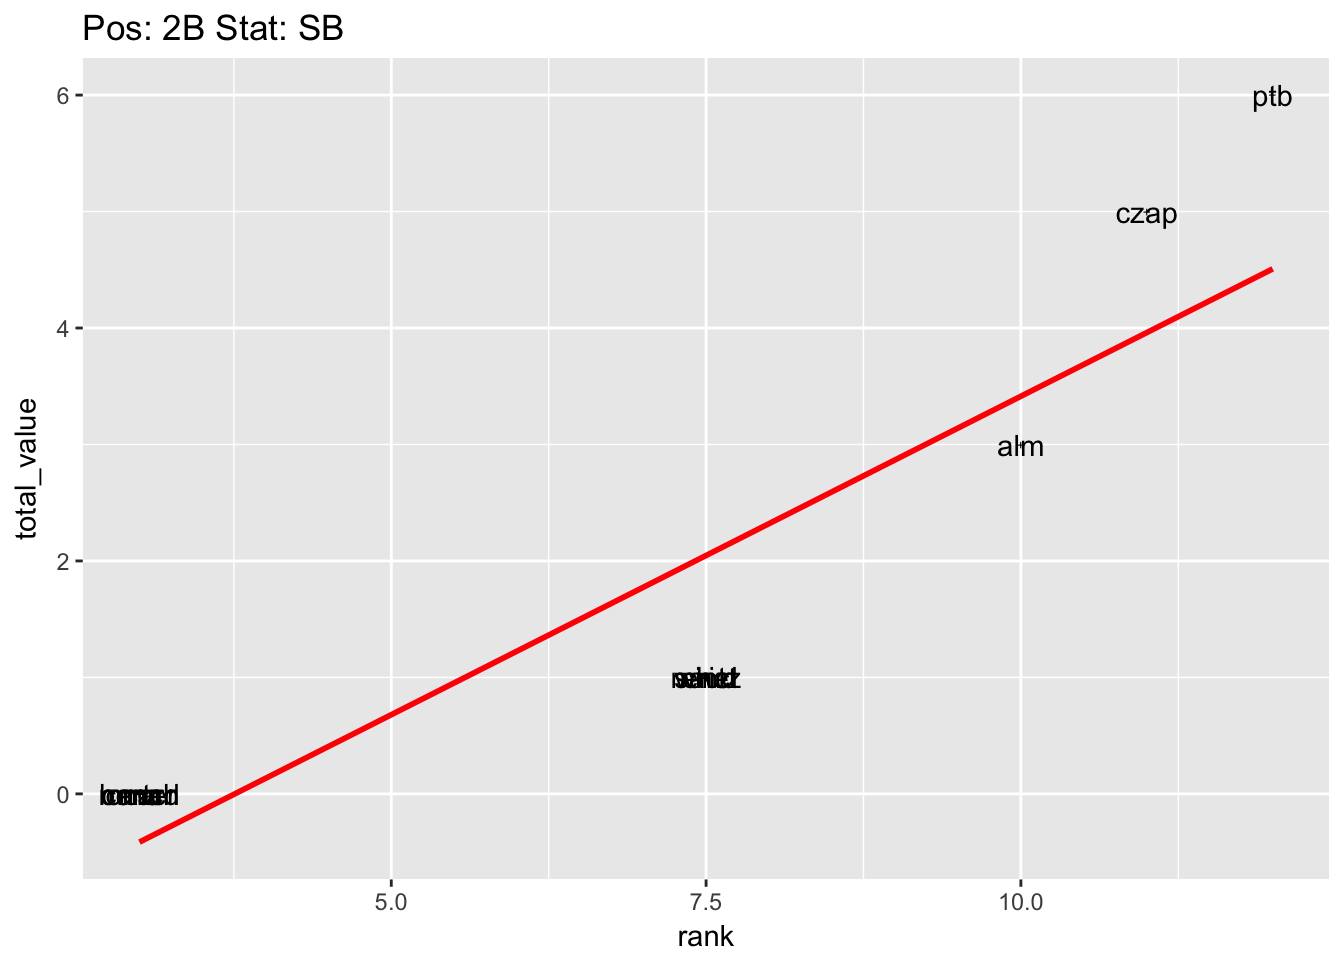 Pos: 2B Stat: SB
6
ptb
czap
4
alm
total_value
2
0
5.0
7.5
10.0
rank